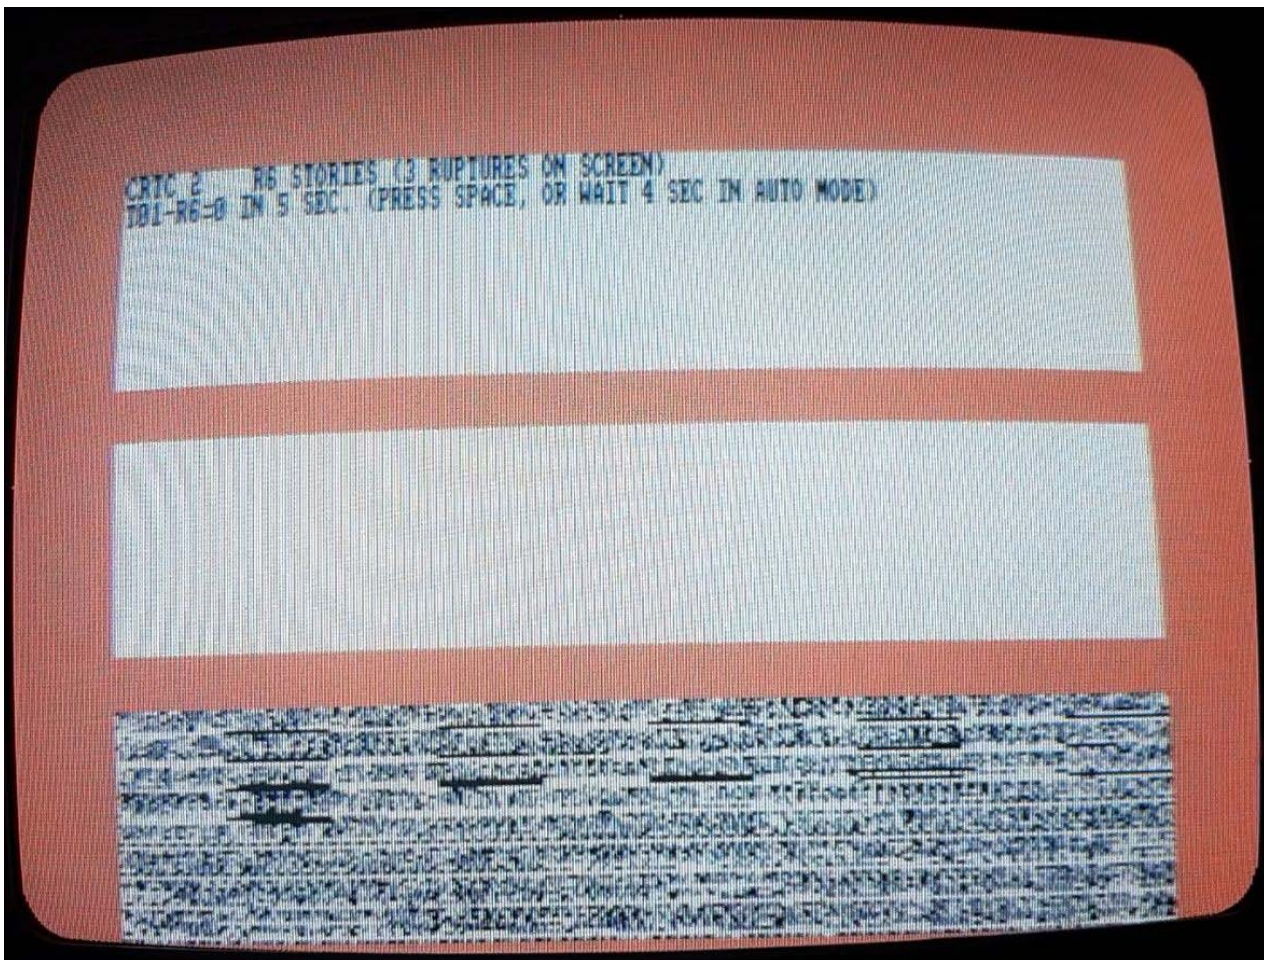 CRTC 2    R6 STORIES (3 RUPTURES ON SCREEN)
TD1-R6=0 IN 5 SEC. (PRESS SPACE, OR WAIT 4 SEC IN AUTO MODE)